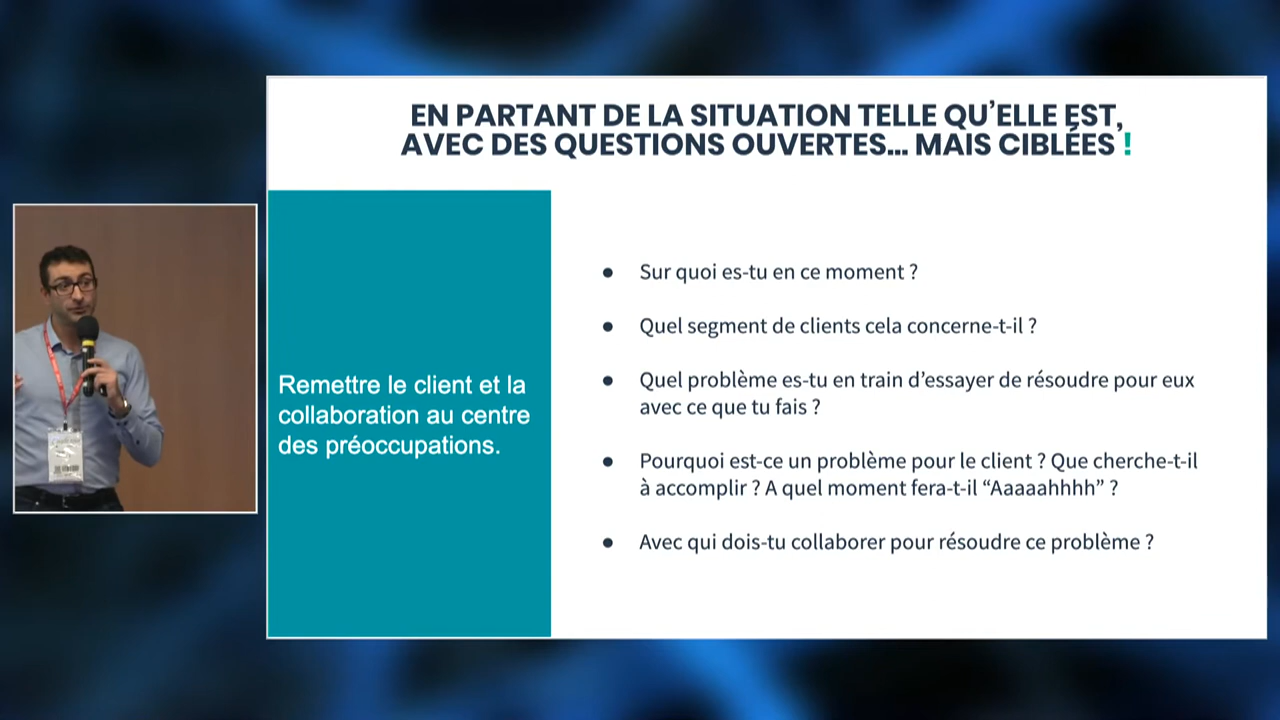 EN PARTANT DE LA SITUATION TELLE QU’ELLE EST,
AVEC DES QUESTIONS OUVERTES... MAIS CIBLÉES !
Remettre le client et la
collaboration au centre
des préoccupations.
● Sur quoi es-tu en ce moment ?
● Quel segment de clients cela concerne-t-il ?
● Quel problème es-tu en train d’essayer de résoudre pour eux
avec ce que tu fais ?
● Pourquoi est-ce un problème pour le client ? Que cherche-t-il
à accomplir ? A quel moment fera-t-il “Aaaaahhhh” ?
● Avec qui dois-tu collaborer pour résoudre ce problème ?